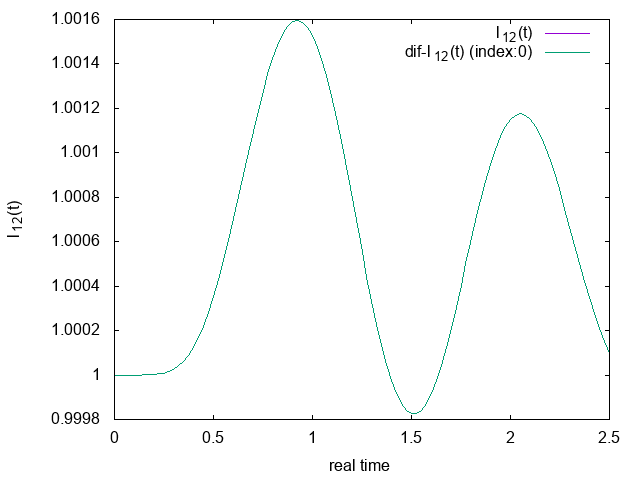 1.0016
1.0014
1.0012
1.001
1.0008
1.0006
1.0004
1.0002
1
0.9998
0 0.5 1 1.5 2 2.5
I12(t)
real time
I12(t)
dif-I12(t) (index:0)